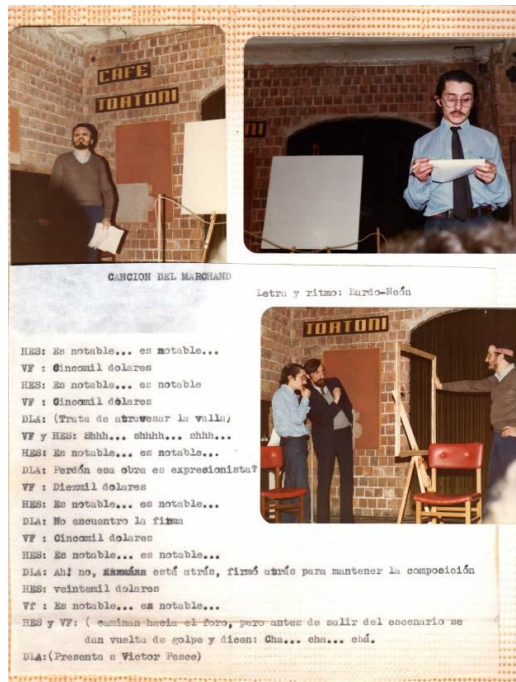 CAFE
TORTONI
NI
CANCION DEL MARCHAND
Letra y ritmo: Bardo-Neón
TORTONI
HES: Es notable... es notable...
VF : Cincomil dolares
HES: Es notable... es notable
VF : Cincomil dolares
DLA: (Trata de atravesar la valla)
VF y HES: Shhh... shhhh... shhh...
HES: Es notable... es notable...
DLA: Perdón esa obra es expresionista?
VF : Diezmil dolares
HES: Es notable... es notable...
DLA: No encuentro la firma
VF : Cincomil dolares
HES: Es notable... es notable...
DLA: Ah! no, está atrás, firmó atrás para mantener la composición
HES: veintemil dolares
Vf : Es notable... es notable...
HES y VF: ( caminan hacia el foro, pero antes de salir del escenario se
dan vuelta de golpe y dicen: Cha... cha... chá.
DLA:(Presenta a Victor Pesce)